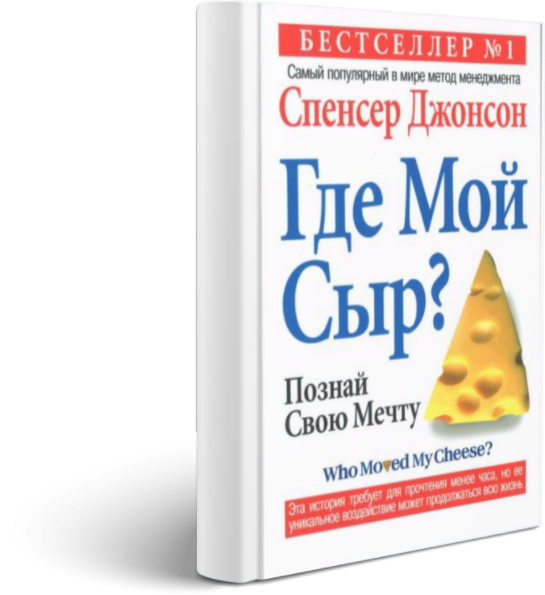 БЕСТСЕЛЛЕР №1
Самый популярный в мире метод менеджмента
Спенсер Джонсон
Где Мой
Сыр?
Познай
Свою Мечту
Who Moved My Cheese?
Эта история требует для прочтения менее часа, но ее
уникальное воздействие может продолжаться всю жизнь